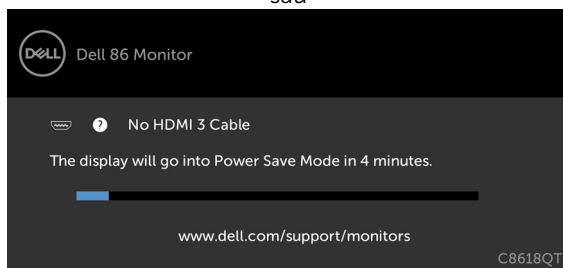 sau
DELL
Dell 86 Monitor
? No HDMI 3 Cable
The display will go into Power Save Mode in 4 minutes.
www.dell.com/support/monitors
C8618QT